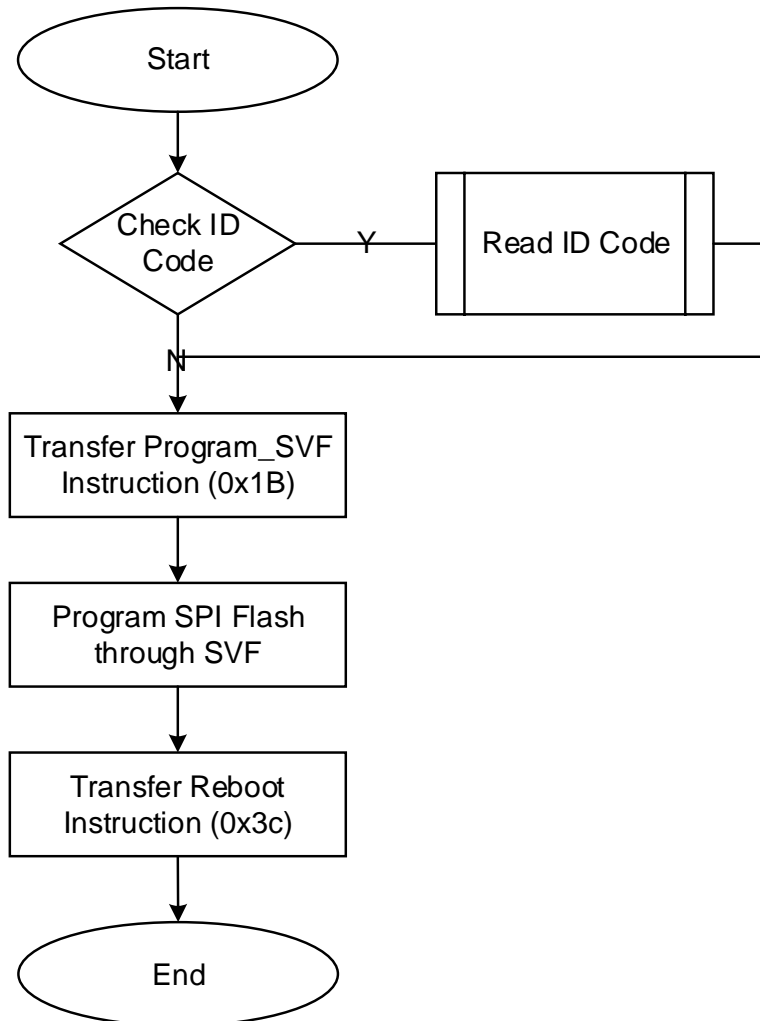 Start
Check ID
Code
Y
Read ID Code
N
Transfer Program_SVF
Instruction (0x1B)
Program SPI Flash
through SVF
Transfer Reboot
Instruction (0x3c)
End